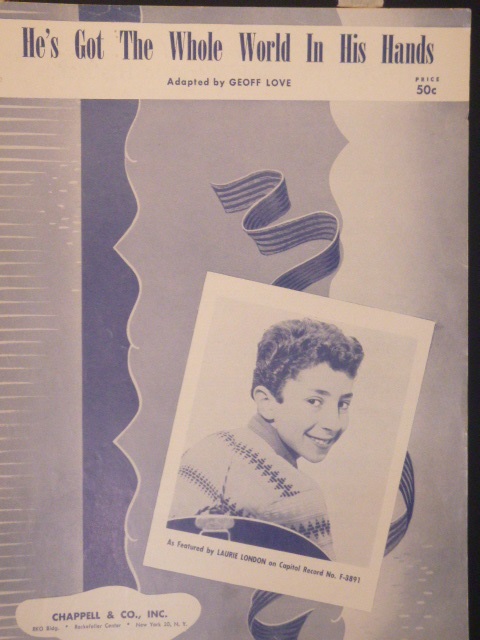 He's Got The Whole World In His Hands
Adapted by GEOFF LOVE
PRICE
50c
As Featured by LAURIE LONDON on Capitol Record No. F-3891
CHAPPELL & CO., INC.
RKO Bldg. • Rockefeller Center • New York 20, N. Y.